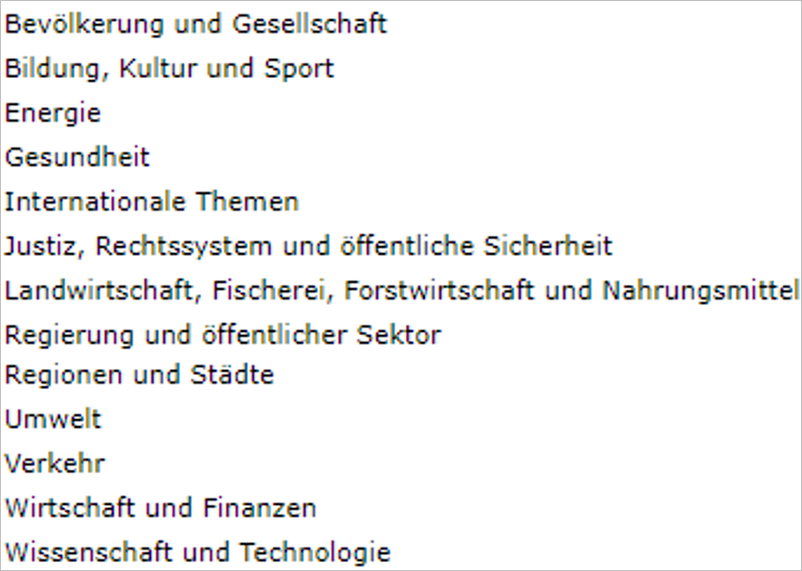 Bevölkerung und Gesellschaft
Bildung, Kultur und Sport
Energie
Gesundheit
Internationale Themen
Justiz, Rechtssystem und öffentliche Sicherheit
Landwirtschaft, Fischerei, Forstwirtschaft und Nahrungsmittel
Regierung und öffentlicher Sektor
Regionen und Städte
Umwelt
Verkehr
Wirtschaft und Finanzen
Wissenschaft und Technologie